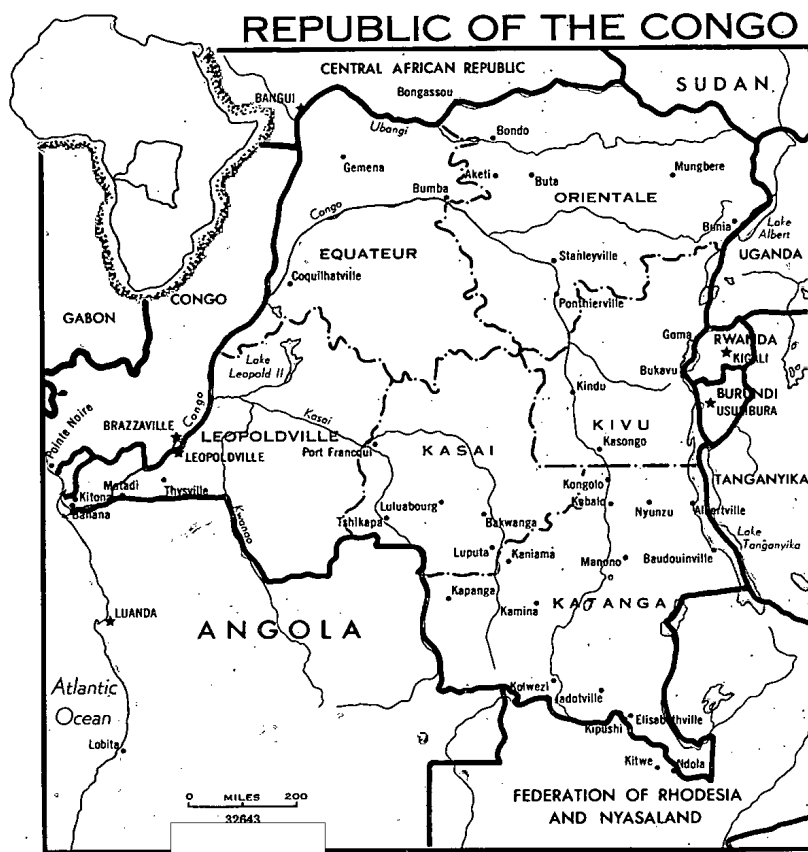 REPUBLIC OF THE CONGO
CENTRAL AFRICAN REPUBLIC
SUDAN
Bongassou
BANGUI
Ubangi
Bondo
Gemena
Aketi
Buta
Mungbere
Bumba
ORIENTALE
Congo
Bunia
Lake
Albert
EQUATEUR
Stanleyville
UGANDA
Coquilhatville
CONGO
Ponthierville
GABON
Goma
RWANDA
KIGALI
Lake
Leopold II
Bukavu
Kindu
BURUNDI
USUMBURA
Congo
Kasai
KIVU
BRAZZAVILLE
LEOPOLDVILLE
Pointe Noire
Port Francqui
KASAI
Kasongo
LEOPOLDVILLE
TANGANYIKA
Matadi
Thysville
Kongolo
Kitona
Banana
Luluabourg
Kabalo
Nyunzu
Albertville
Tshikapa
Bakwanga
Lake
Tanganyika
Luputa
Kaniama
Manono
Baudouinville
Kapanga
Kamina
KATANGA
LUANDA
ANGOLA
Atlantic
Ocean
Kolwezi
Jadotville
Elisabethville
Kipushi
Lobita
Kitwe
Ndola
0 MILES 200
FEDERATION OF RHODESIA
AND NYASALAND
32643